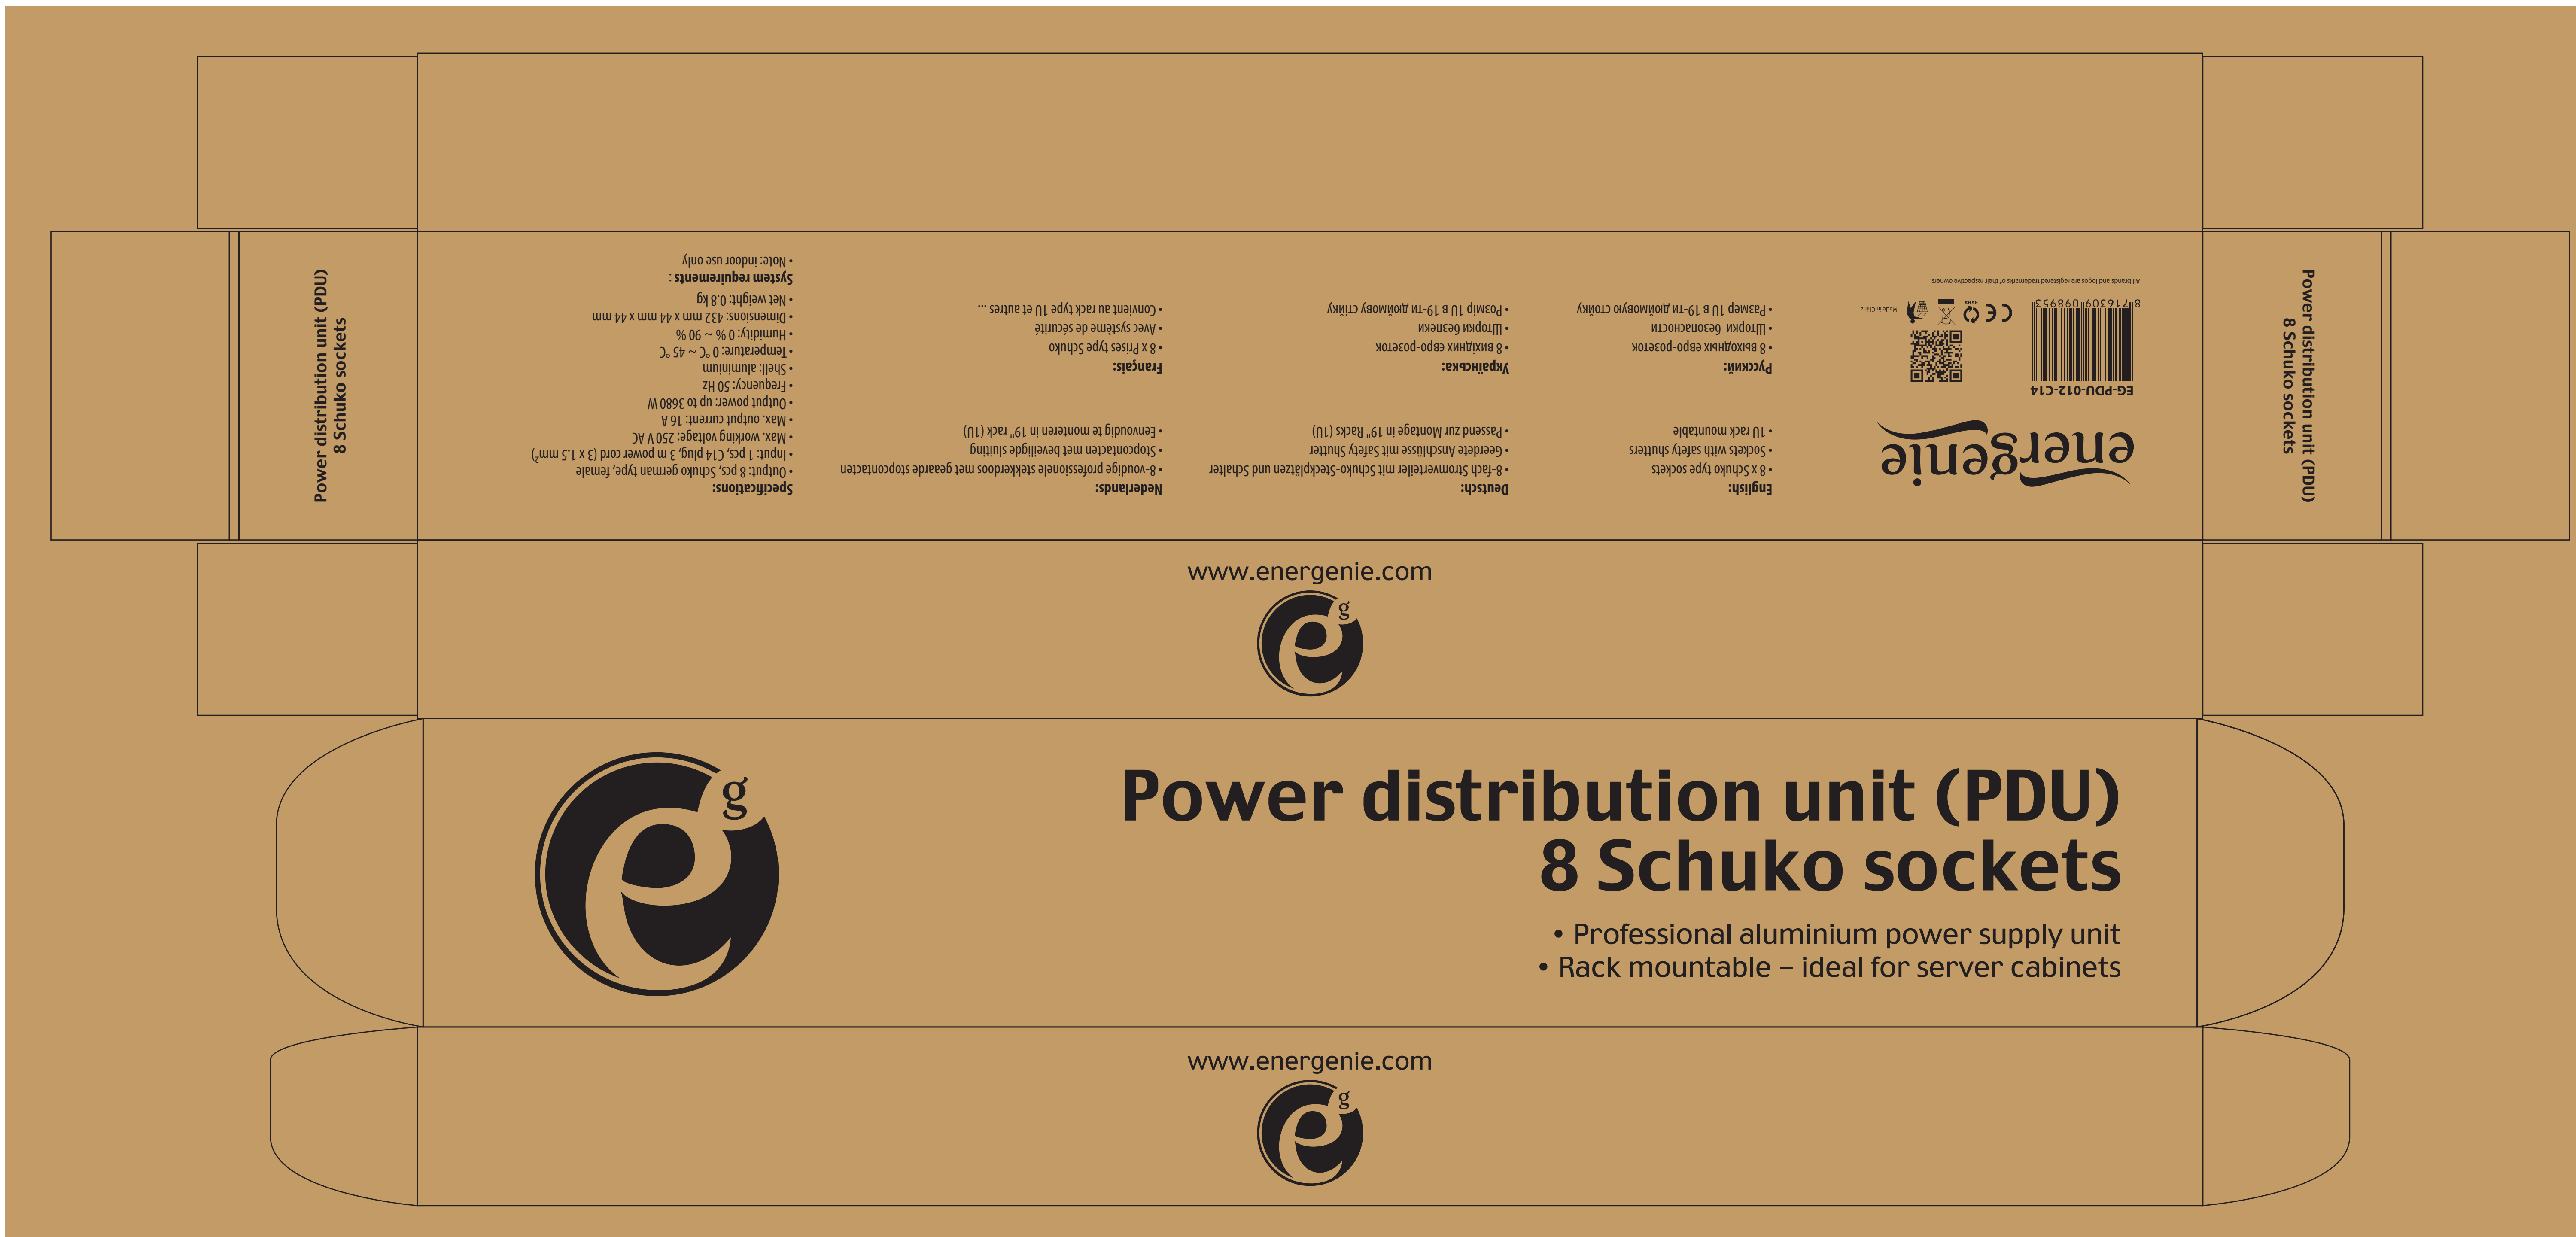 Power distribution unit (PDU)
8 Schuko sockets
energenie
EG-PDU-012-C14
8 716309 098953
CE
RoHS
Made in China
All brands and logos are registered trademarks of their respective owners.
English:
• 8 x Schuko type sockets
• Sockets with safety shutters
• 1U rack mountable
Русский:
• 8 выходных евро-розеток
• Шторки безопасности
• Размер 1U в 19-ти дюймовую стойку
Deutsch:
• 8-fach Stromverteiler mit Schuko-Steckplätzen und Schalter
• Geerdete Anschlüsse mit Safety Shutter
• Passend zur Montage in 19" Racks (1U)
Українська:
• 8 вихідних євро-розеток
• Шторки безпеки
• Розмір 1U в 19-ти дюймову стійку
Nederlands:
• 8-voudige professionele stekkerdoos met geaarde stopcontacten
• Stopcontacten met beveiligde sluiting
• Eenvoudig te monteren in 19" rack (1U)
Français:
• 8 x Prises type Schuko
• Avec système de sécurité
• Convient au rack type 1U et autres ...
Specifications:
• Output: 8 pcs, Schuko german type, female
• Input: 1 pcs, C14 plug, 3 m power cord (3 x 1.5 mm²)
• Max. working voltage: 250 V AC
• Max. output current: 16 A
• Output power: up to 3680 W
• Frequency: 50 Hz
• Shell: aluminium
• Temperature: 0 °C ~ 45 °C
• Humidity: 0 % ~ 90 %
• Dimensions: 432 mm x 44 mm x 44 mm
• Net weight: 0.8 kg
System requirements :
• Note: indoor use only
Power distribution unit (PDU)
8 Schuko sockets
www.energenie.com
eg
eg
Power distribution unit (PDU)
8 Schuko sockets
• Professional aluminium power supply unit
• Rack mountable – ideal for server cabinets
www.energenie.com
eg